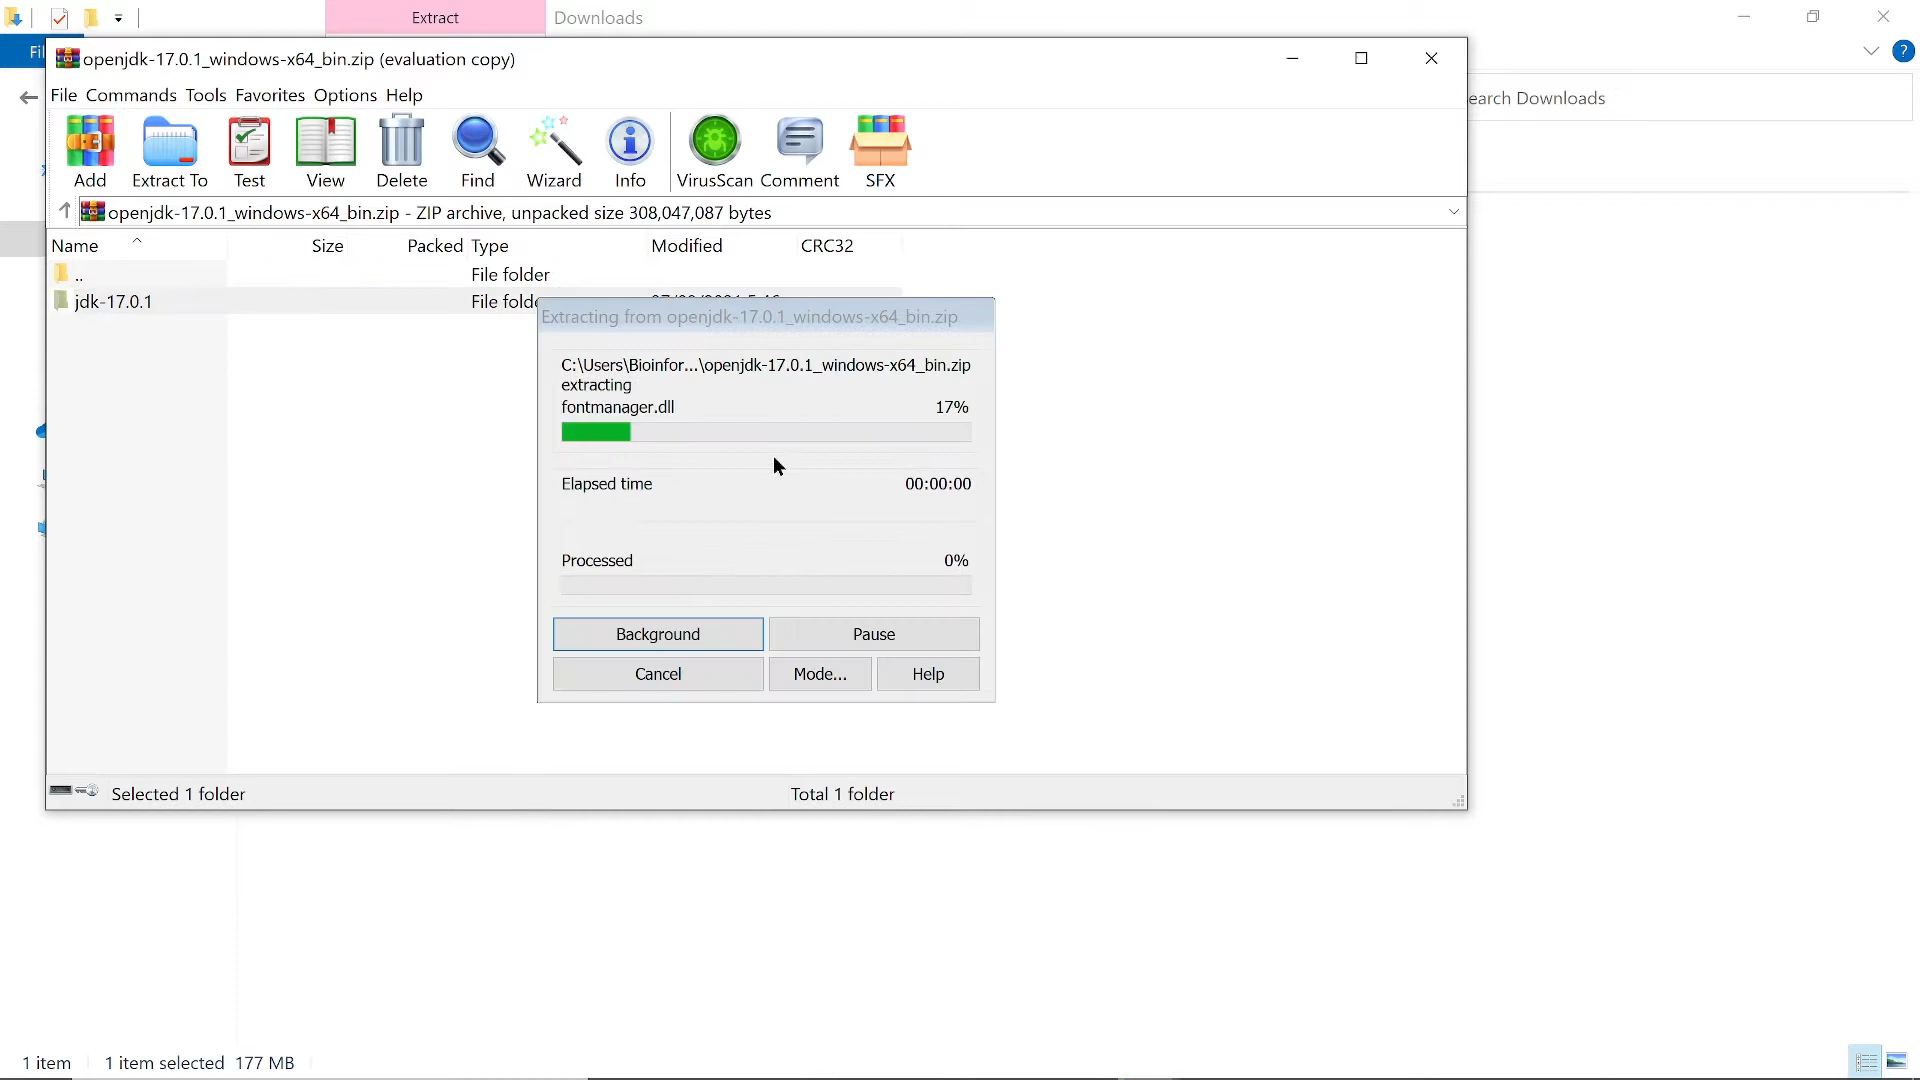 Extract
Downloads
Fil
openjdk-17.0.1_windows-x64_bin.zip (evaluation copy)
File Commands Tools Favorites Options Help
earch Downloads
Add Extract To Test View Delete Find Wizard Info VirusScan Comment SFX
openjdk-17.0.1_windows-x64_bin.zip - ZIP archive, unpacked size 308,047,087 bytes
Name Size Packed Type Modified CRC32
.. File folder
jdk-17.0.1 File folde
Extracting from openjdk-17.0.1_windows-x64_bin.zip
C:\Users\Bioinfor...\openjdk-17.0.1_windows-x64_bin.zip
extracting
fontmanager.dll 17%
Elapsed time 00:00:00
Processed 0%
Background Pause
Cancel Mode... Help
Selected 1 folder Total 1 folder
1 item 1 item selected 177 MB